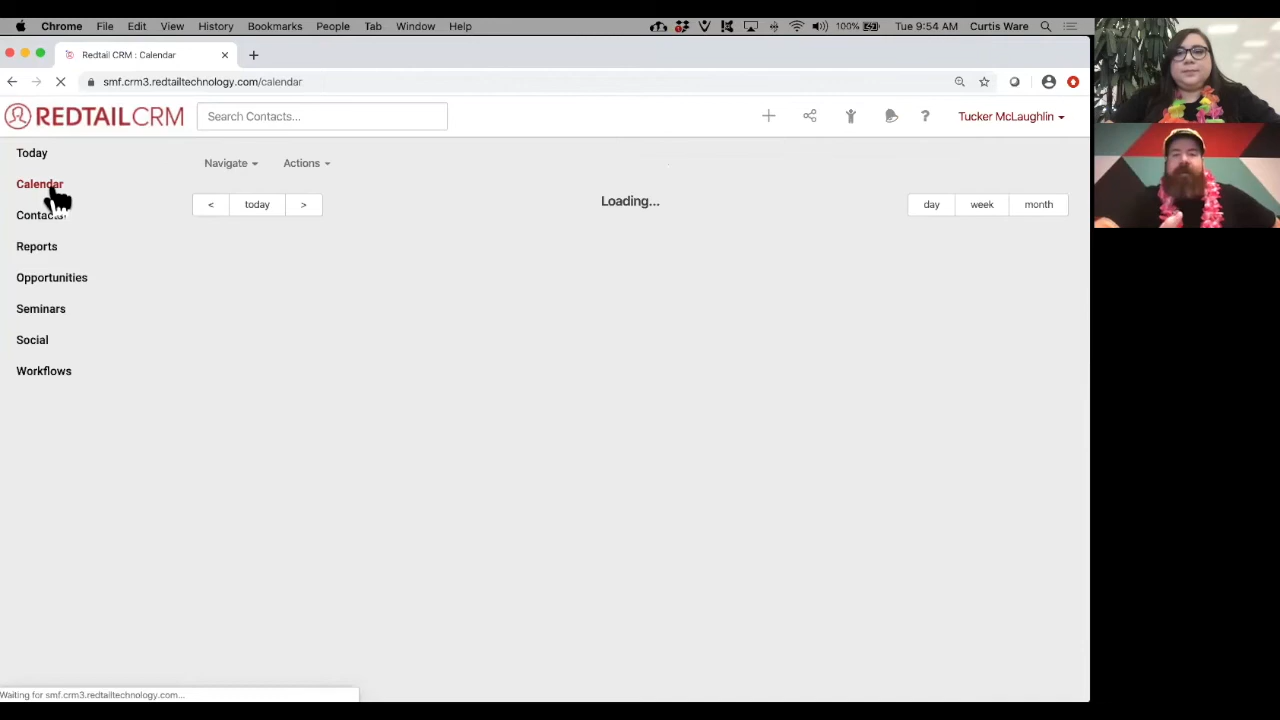 Chrome File Edit View History Bookmarks People Tab Window Help 100% Tue 9:54 AM Curtis Ware
Redtail CRM : Calendar
smf.crm3.redtailtechnology.com/calendar
REDTAILCRM Search Contacts... Tucker McLaughlin
Today
Navigate Actions
Calendar
< today > Loading... day week month
Contacts
Reports
Opportunities
Seminars
Social
Workflows
Waiting for smf.crm3.redtailtechnology.com...